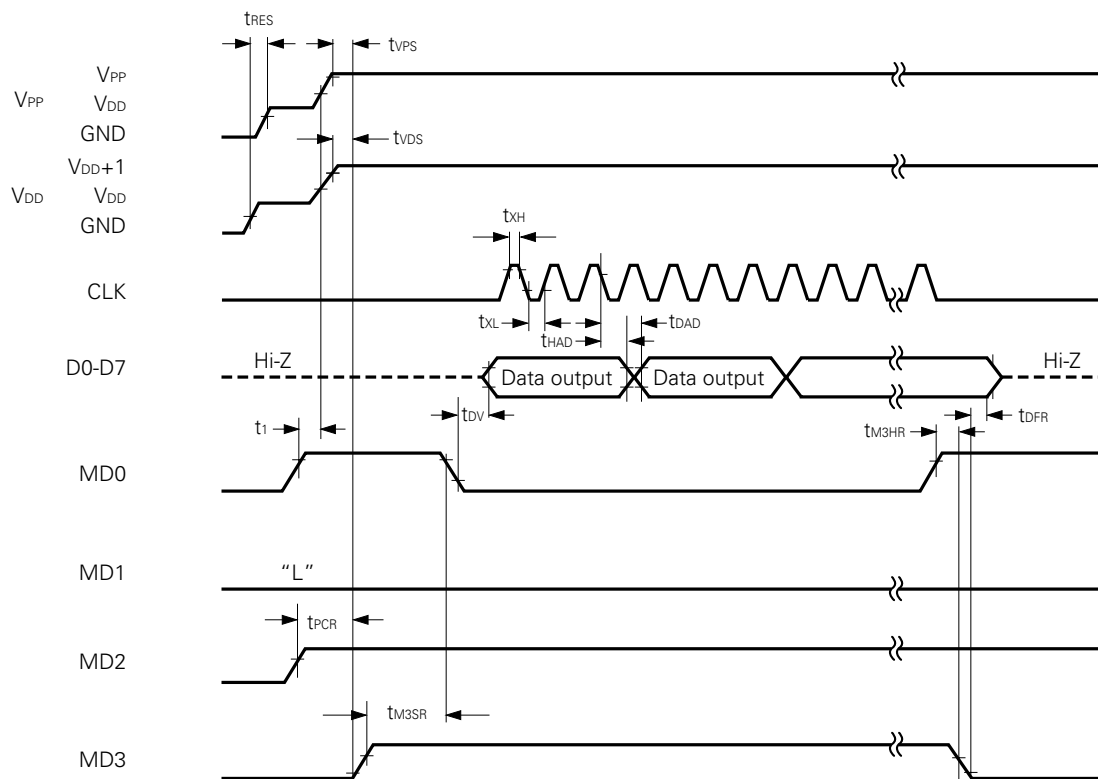 tRES
tVPS
VPP
VPP VDD
GND
tVDS
VDD+1
VDD VDD
GND
tXH
CLK
tXL tDAD
tHAD
D0-D7 Hi-Z Data output Data output Hi-Z
tDV tDFR
t1 tM3HR
MD0
MD1 “L”
tPCR
MD2
tM3SR
MD3